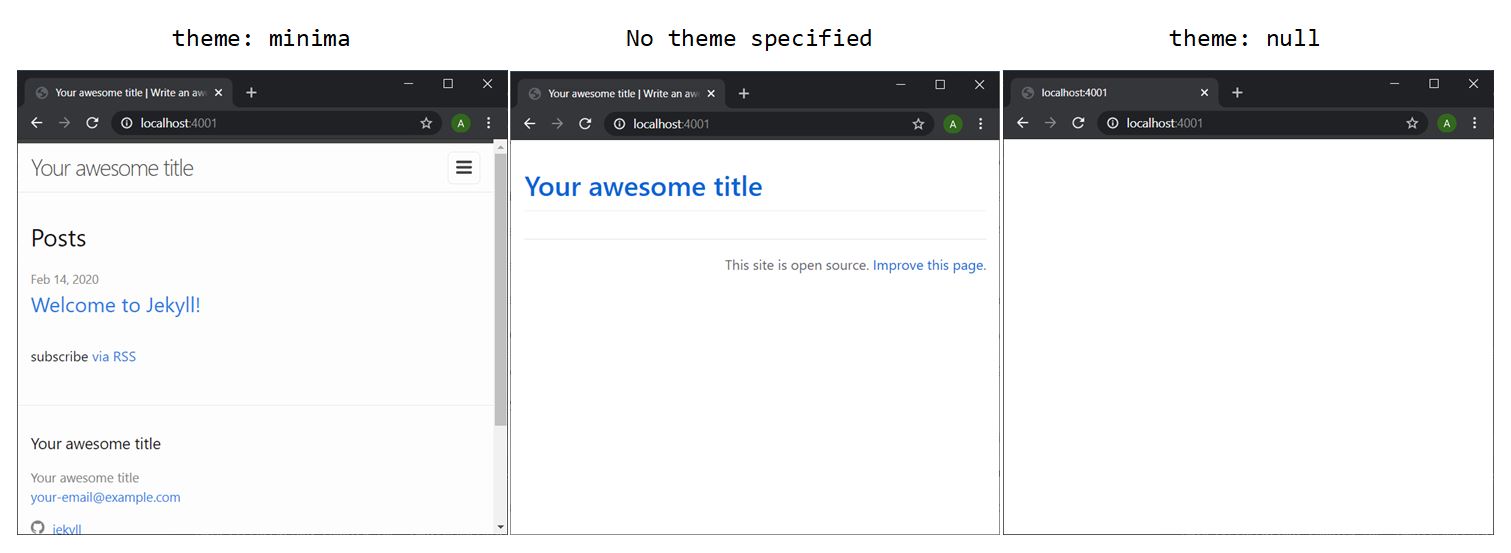 theme: minima
No theme specified
theme: null
Your awesome title | Write an aw
localhost:4001
A
Your awesome title
Posts
Feb 14, 2020
Welcome to Jekyll!
subscribe via RSS
Your awesome title
Your awesome title
your-email@example.com
jekyll
Your awesome title | Write an aw
localhost:4001
A
Your awesome title
This site is open source. Improve this page.
localhost:4001
localhost:4001
A